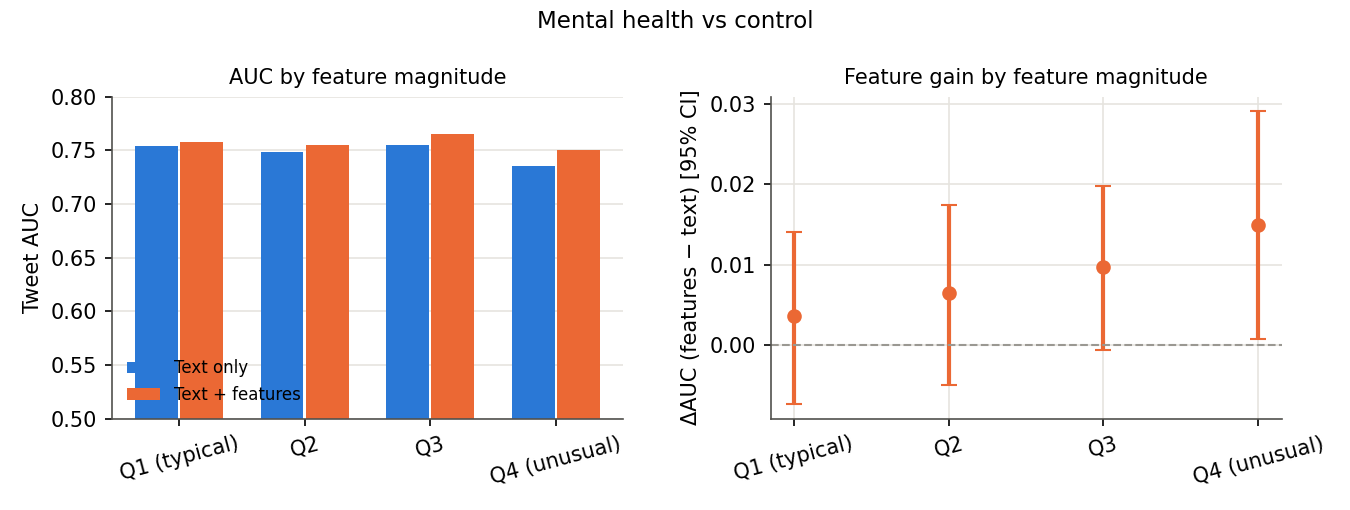 Mental health vs control
AUC by feature magnitude
Tweet AUC
0.80
0.75
0.70
0.65
0.60
0.55
0.50
Text only
Text + features
Q1 (typical)
Q2
Q3
Q4 (unusual)
Feature gain by feature magnitude
ΔAUC (features − text) [95% CI]
0.03
0.02
0.01
0.00
Q1 (typical)
Q2
Q3
Q4 (unusual)